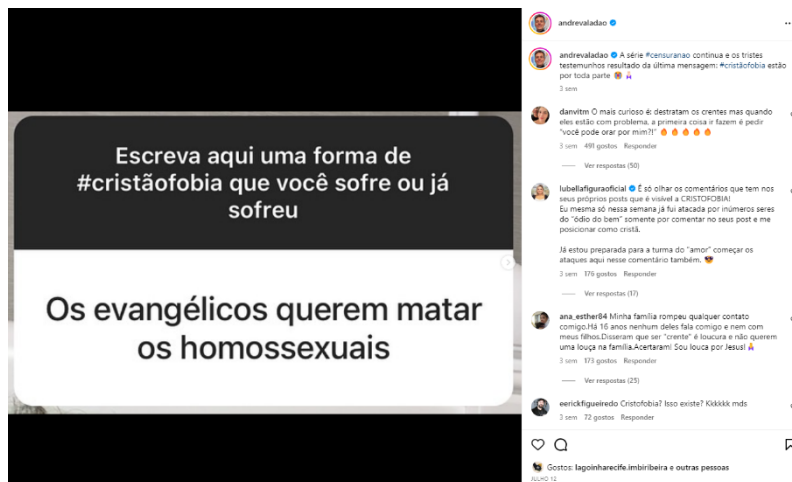 Escreva aqui uma forma de
#cristãofobia que você sofre ou já
sofreu
Os evangélicos querem matar
os homossexuais
andrevaladao
andrevaladao A série #censuranao continua e os tristes
testemunhos resultado da última mensagem: #cristãofobia estão
por toda parte 😭 🙏
3 sem
danvitm O mais curioso é: destratam os crentes mas quando
eles estão com problema, a primeira coisa ir fazem é pedir
"você pode orar por mim?!" 🔥 🔥 🔥 🔥 🔥
3 sem 491 gostos Responder
Ver respostas (50)
lubellafiguraoficial É só olhar os comentários que tem nos
seus próprios posts que é visível a CRISTOFOBIA!
Eu mesma só nessa semana já fui atacada por inúmeros seres
do "ódio do bem" somente por comentar no seus post e me
posicionar como cristã.
Já estou preparada para a turma do "amor" começar os
ataques aqui nesse comentário também. 😎
3 sem 176 gostos Responder
Ver respostas (17)
ana_esther84 Minha família rompeu qualquer contato
comigo.Há 16 anos nenhum deles fala comigo e nem com
meus filhos.Disseram que ser "crente" é loucura e não querem
uma louça na família.Acertaram! Sou louca por Jesus! 🙏
3 sem 173 gostos Responder
Ver respostas (25)
eerickfigueiredo Cristofobia? Isso existe? Kkkkkk mds
3 sem 72 gostos Responder
Gostos: lagoinharecife.imbiribeira e outras pessoas
JULHO 12